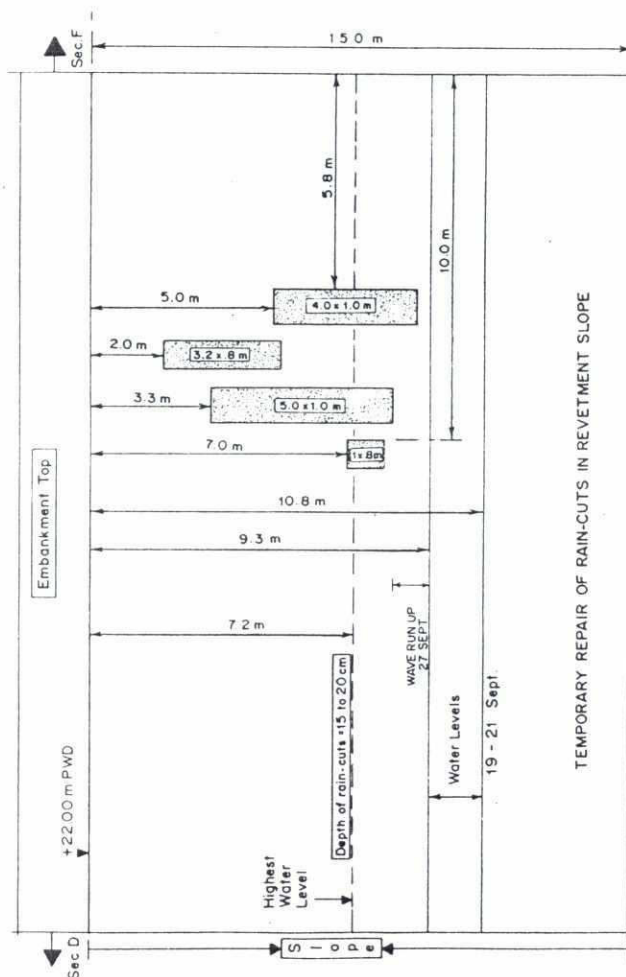 Sec.F
15.0 m
5.8 m
10.0 m
5.0 m
4.0 x 1.0 m
2.0 m
3.2 x .8 m
3.3 m
5.0 x 1.0 m
7.0 m
1 x .8m
10.8 m
9.3 m
Embankment Top
WAVE RUN UP
27 SEPT
7.2 m
Depth of rain-cuts =15 to 20 cm
Water Levels
19 - 21 Sept.
+22.00 m PWD
Highest
Water
Level
Sec D
Slope
TEMPORARY REPAIR OF RAIN-CUTS IN REVETMENT SLOPE